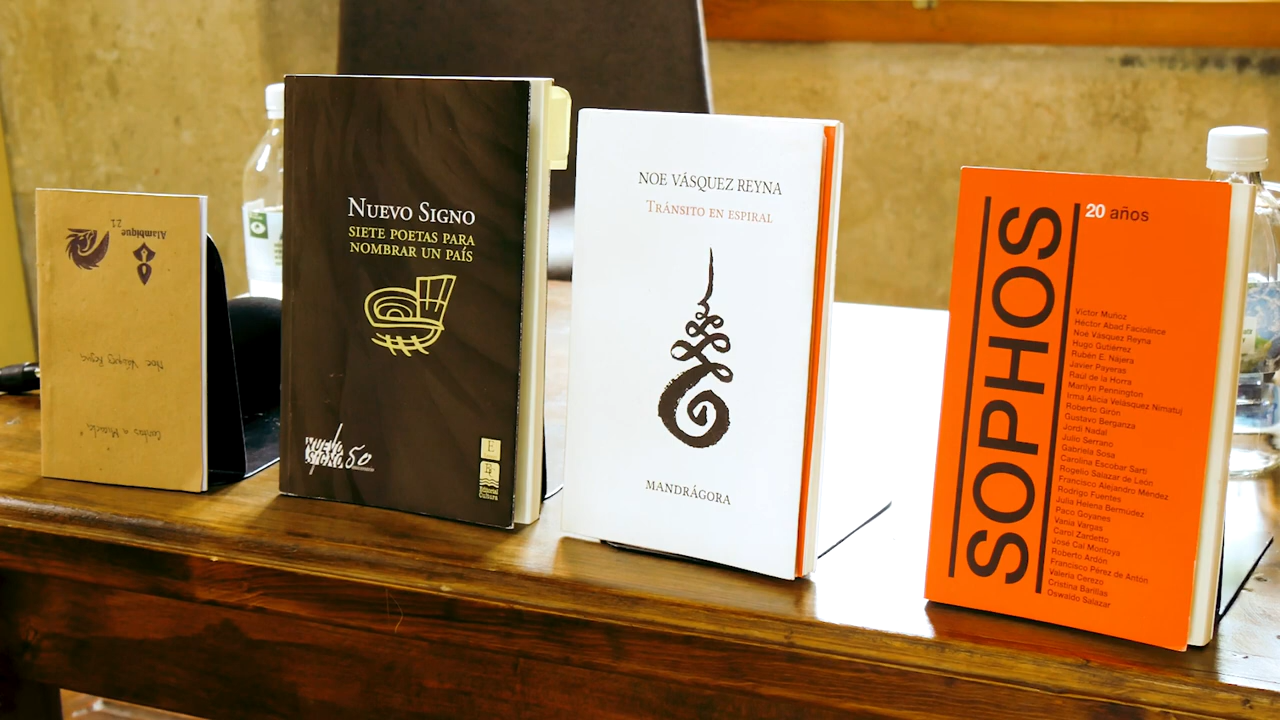 Alambique
21
Noe Vásquez Reyna
NUEVO SIGNO
SIETE POETAS PARA
NOMBRAR UN PAÍS
NUEVO
SIGNO 50
E
Editorial
Cultura
NOE VÁSQUEZ REYNA
TRÁNSITO EN ESPIRAL
MANDRÁGORA
SOPHOS
20 años
Víctor Muñoz
Héctor Abad Faciolince
Noe Vásquez Reyna
Hugo Gutiérrez
Rubén E. Nájera
Javier Payeras
Raúl de la Horra
Marilyn Pennington
Irma Alicia Velásquez Nimatuj
Roberto Girón
Gustavo Berganza
Jordi Nadal
Julio Serrano
Gabriela Sosa
Carolina Escobar Sarti
Rogelio Salazar de León
Francisco Alejandro Méndez
Rodrigo Fuentes
Julia Helena Bermúdez
Paco Goyanes
Vania Vargas
Carol Zardetto
José Cal Montoya
Roberto Ardón
Francisco Pérez de Antón
Valeria Cerezo
Cristina Barillas
Oswaldo Salazar